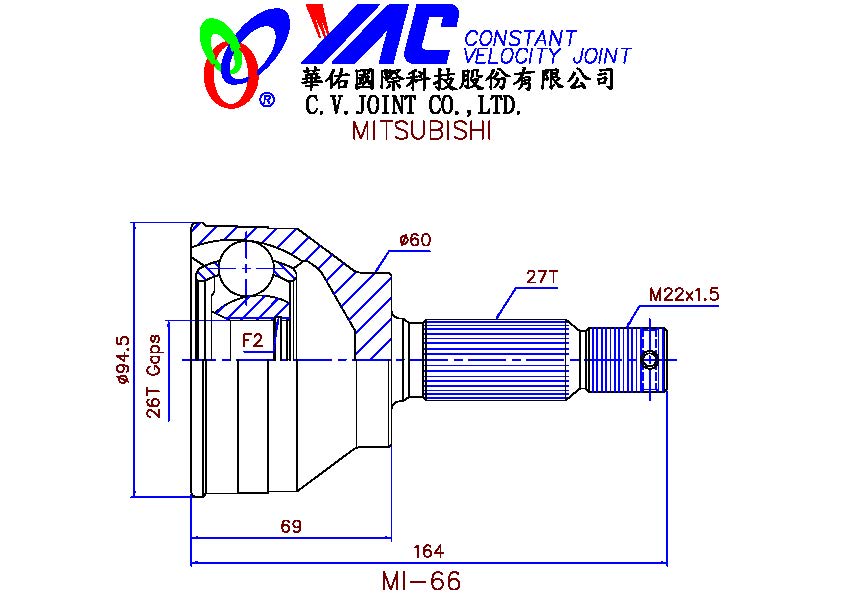 YAC CONSTANT
VELOCITY JOINT
華佑國際科技股份有限公司
®
C.V.JOINT CO.,LTD.
MITSUBISHI
ø60
27T
M22x1.5
F2
ø94.5
26T Gaps
69
164
MI-66